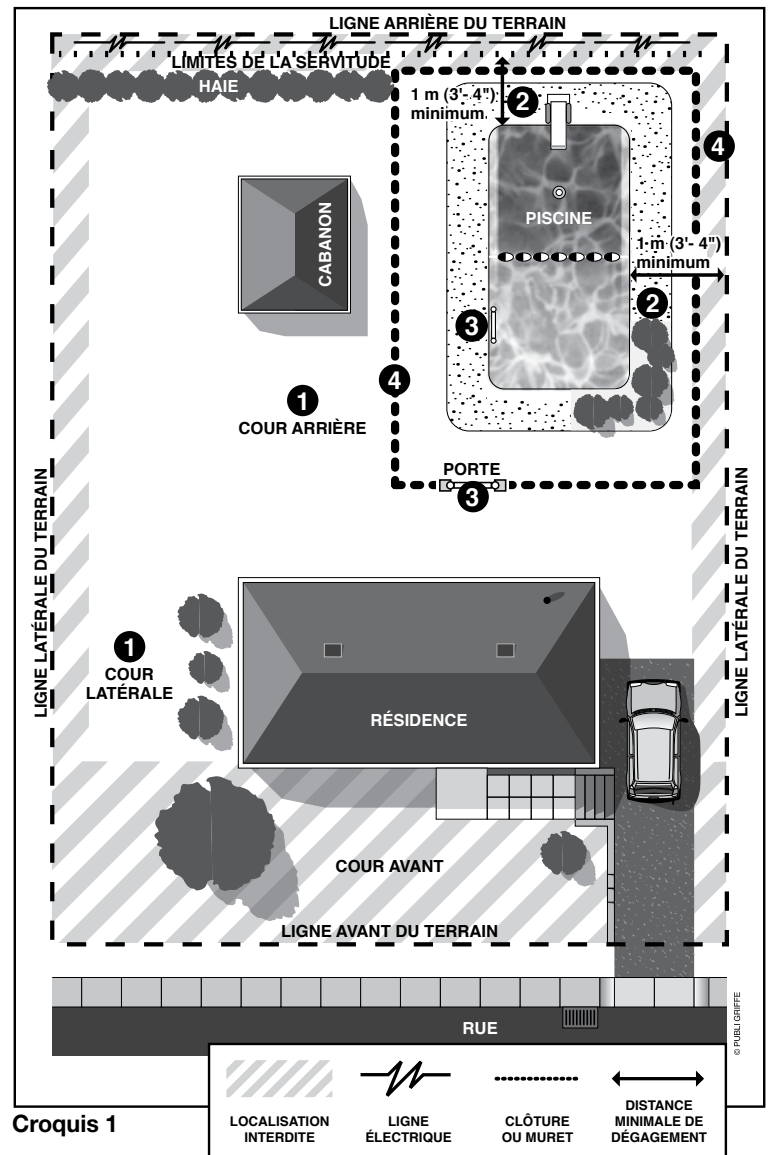 LIGNE ARRIÈRE DU TERRAIN
LIMITES DE LA SERVITUDE
HAIE
1 m (3'- 4")
minimum
2
4
CABANON
PISCINE
1 m (3'- 4")
minimum
2
3
4
1
COUR ARRIÈRE
PORTE
3
LIGNE LATÉRALE DU TERRAIN
LIGNE LATÉRALE DU TERRAIN
1
COUR
LATÉRALE
RÉSIDENCE
COUR AVANT
LIGNE AVANT DU TERRAIN
RUE
© PUBLI GRIFFE
Croquis 1
LOCALISATION
INTERDITE
LIGNE
ÉLECTRIQUE
CLÔTURE
OU MURET
DISTANCE
MINIMALE DE
DÉGAGEMENT